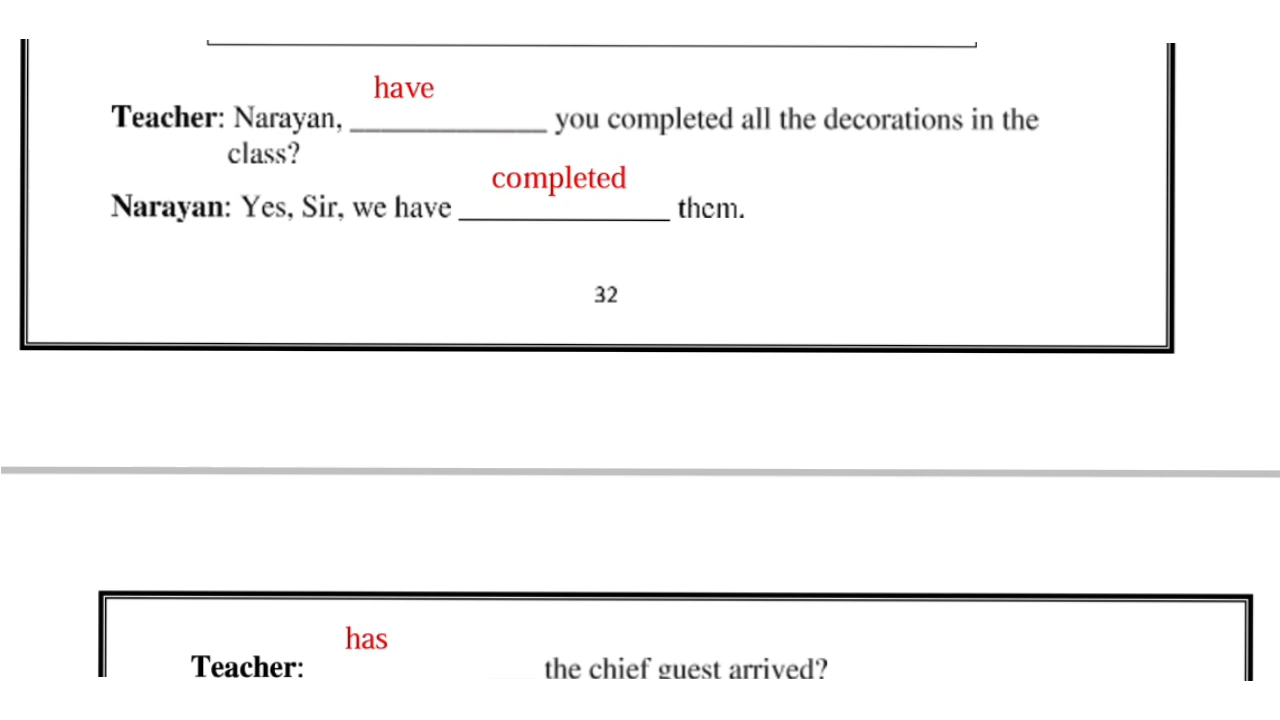 have
Teacher: Narayan, ______________ you completed all the decorations in the
class?
completed
Narayan: Yes, Sir, we have _______________ them.
32
has
Teacher: ____ the chief guest arrived?